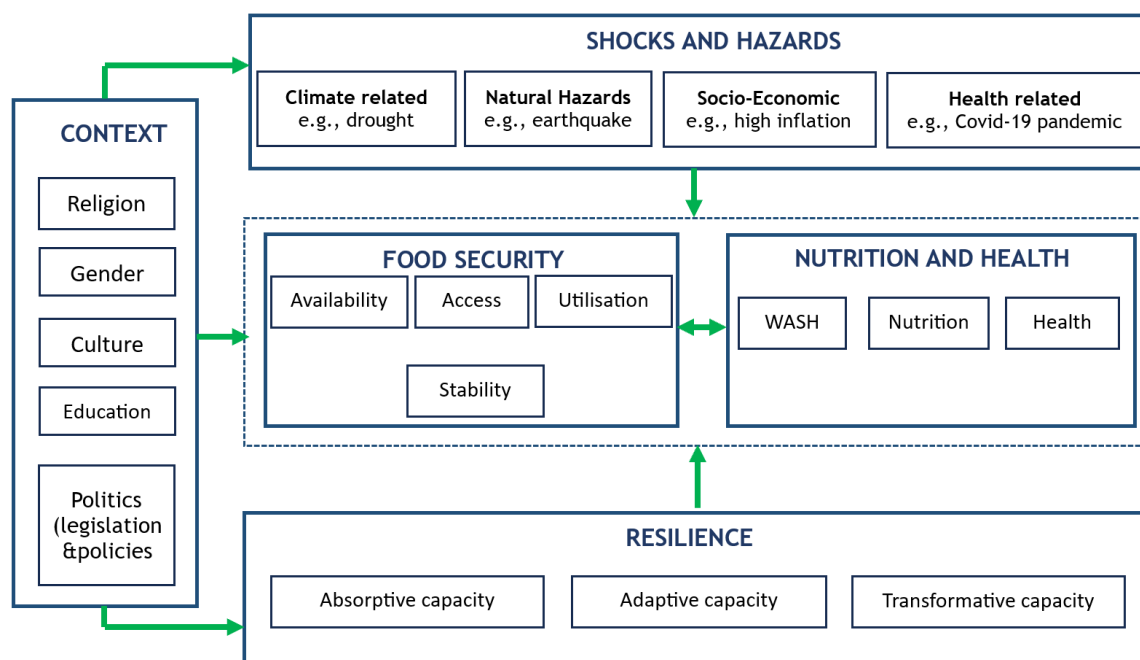 SHOCKS AND HAZARDS
Climate related
e.g., drought
Natural Hazards
e.g., earthquake
Socio-Economic
e.g., high inflation
Health related
e.g., Covid-19 pandemic
CONTEXT
Religion
Gender
Culture
Education
Politics
(legislation
&policies
FOOD SECURITY
Availability
Access
Utilisation
Stability
NUTRITION AND HEALTH
WASH
Nutrition
Health
RESILIENCE
Absorptive capacity
Adaptive capacity
Transformative capacity